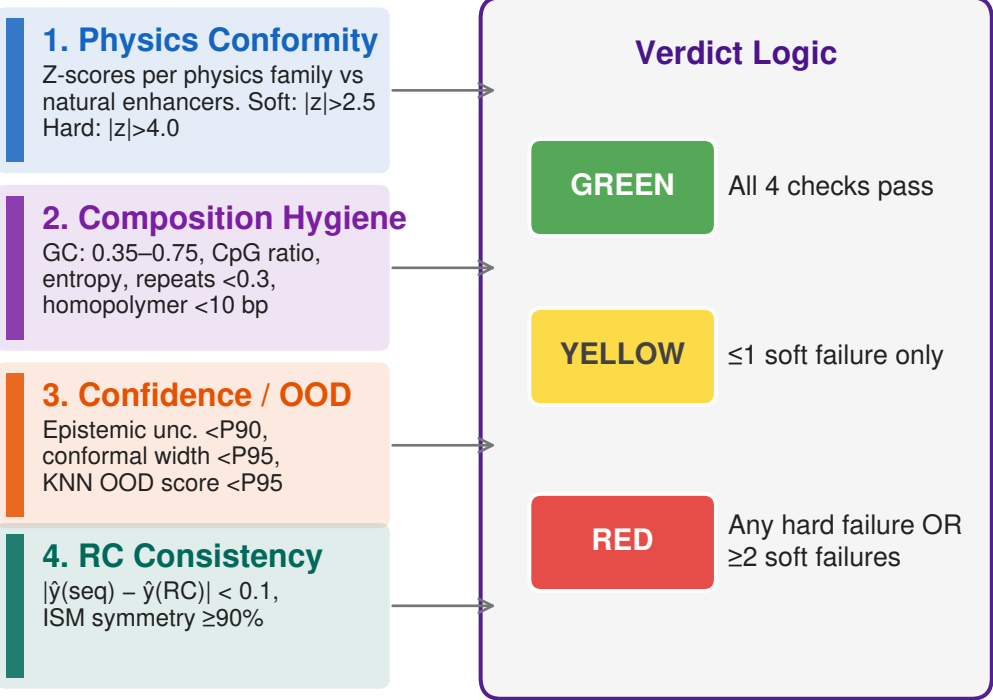 1. Physics Conformity
Z-scores per physics family vs
natural enhancers. Soft: |z|>2.5
Hard: |z|>4.0
2. Composition Hygiene
GC: 0.35–0.75, CpG ratio,
entropy, repeats <0.3,
homopolymer <10 bp
3. Confidence / OOD
Epistemic unc. <P90,
conformal width <P95,
KNN OOD score <P95
4. RC Consistency
|ŷ(seq) − ŷ(RC)| < 0.1,
ISM symmetry ≥90%
Verdict Logic
GREEN
All 4 checks pass
YELLOW
≤1 soft failure only
RED
Any hard failure OR
≥2 soft failures